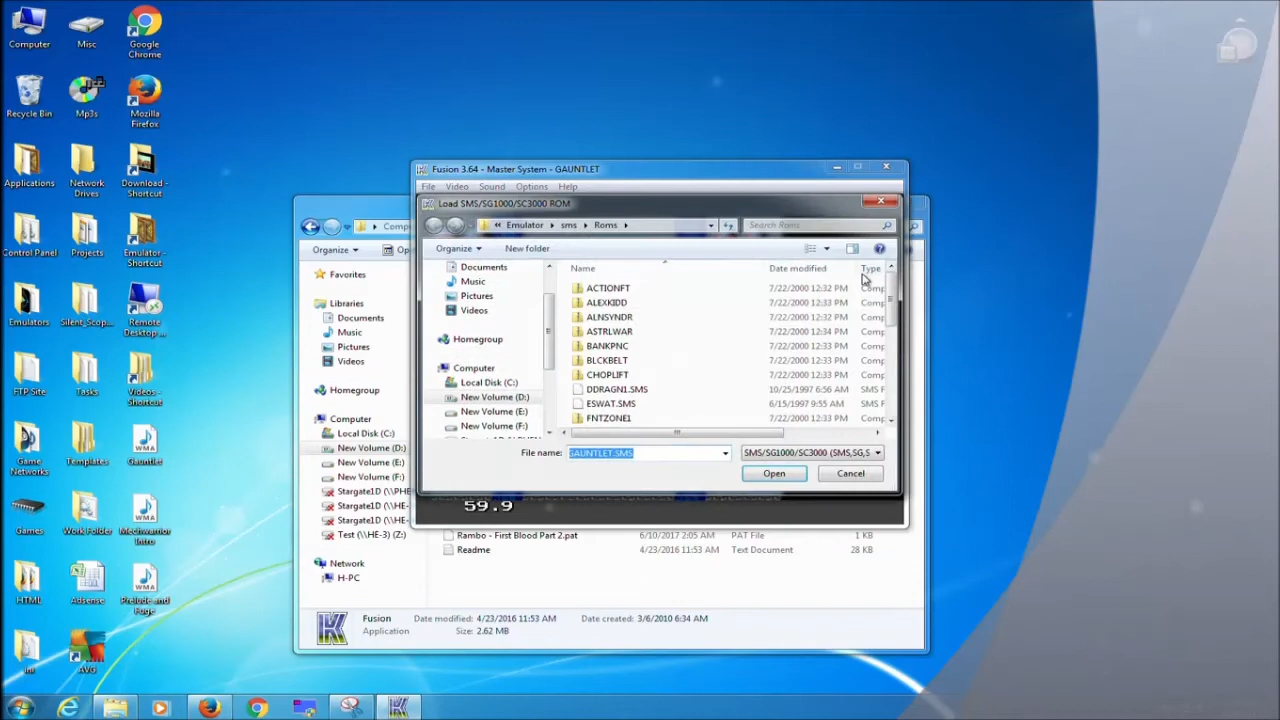 Computer
Misc
Google Chrome
Recycle Bin
Mp3s
Mozilla Firefox
Applications
Network Drives
Download - Shortcut
Control Panel
Projects
Emulator - Shortcut
Emulators
Silent_Scop...
Remote Desktop ...
FTP Site
Tasks
Videos - Shortcut
Game Networks
Templates
Gauntlet
Games
Work Folder
Mechwarrior Intro
HTML
Adsense
Prelude and Fuge
ini
AVG
Fusion 3.64 - Master System - GAUNTLET
File Video Sound Options Help
Load SMS/SG1000/SC3000 ROM
« Emulator sms Roms
Search Roms
Organize New folder
Documents
Music
Pictures
Videos
Homegroup
Computer
Local Disk (C:)
New Volume (D:)
New Volume (E:)
New Volume (F:)
Name Date modified Type
ACTIONFT 7/22/2000 12:32 PM Comp
ALEXKIDD 7/22/2000 12:33 PM Comp
ALNSYNDR 7/22/2000 12:32 PM Comp
ASTRLWAR 7/22/2000 12:34 PM Comp
BANKPNC 7/22/2000 12:33 PM Comp
BLCKBELT 7/22/2000 12:33 PM Comp
CHOPLIFT 7/22/2000 12:33 PM Comp
DDRAGN1.SMS 10/25/1997 6:56 AM SMS F
ESWAT.SMS 6/15/1997 9:55 AM SMS F
FNTZONE1 7/22/2000 12:33 PM Comp
File name: GAUNTLET.SMS
SMS/SG1000/SC3000 (SMS,SG,S
Open Cancel
59.9
Comp
Organize Op
Favorites
Libraries
Documents
Music
Pictures
Videos
Homegroup
Computer
Local Disk (C:)
New Volume (D:)
New Volume (E:)
New Volume (F:)
Stargate1D (\\PHE
Stargate1D (\\HE-
Stargate1D (\\HE-
Test (\\HE-3) (Z:)
Network
H-PC
Rambo - First Blood Part 2.pat 6/10/2017 2:05 AM PAT File 1 KB
Readme 4/23/2016 11:53 AM Text Document 28 KB
Fusion Date modified: 4/23/2016 11:53 AM Date created: 3/6/2010 6:34 AM
Application Size: 2.62 MB